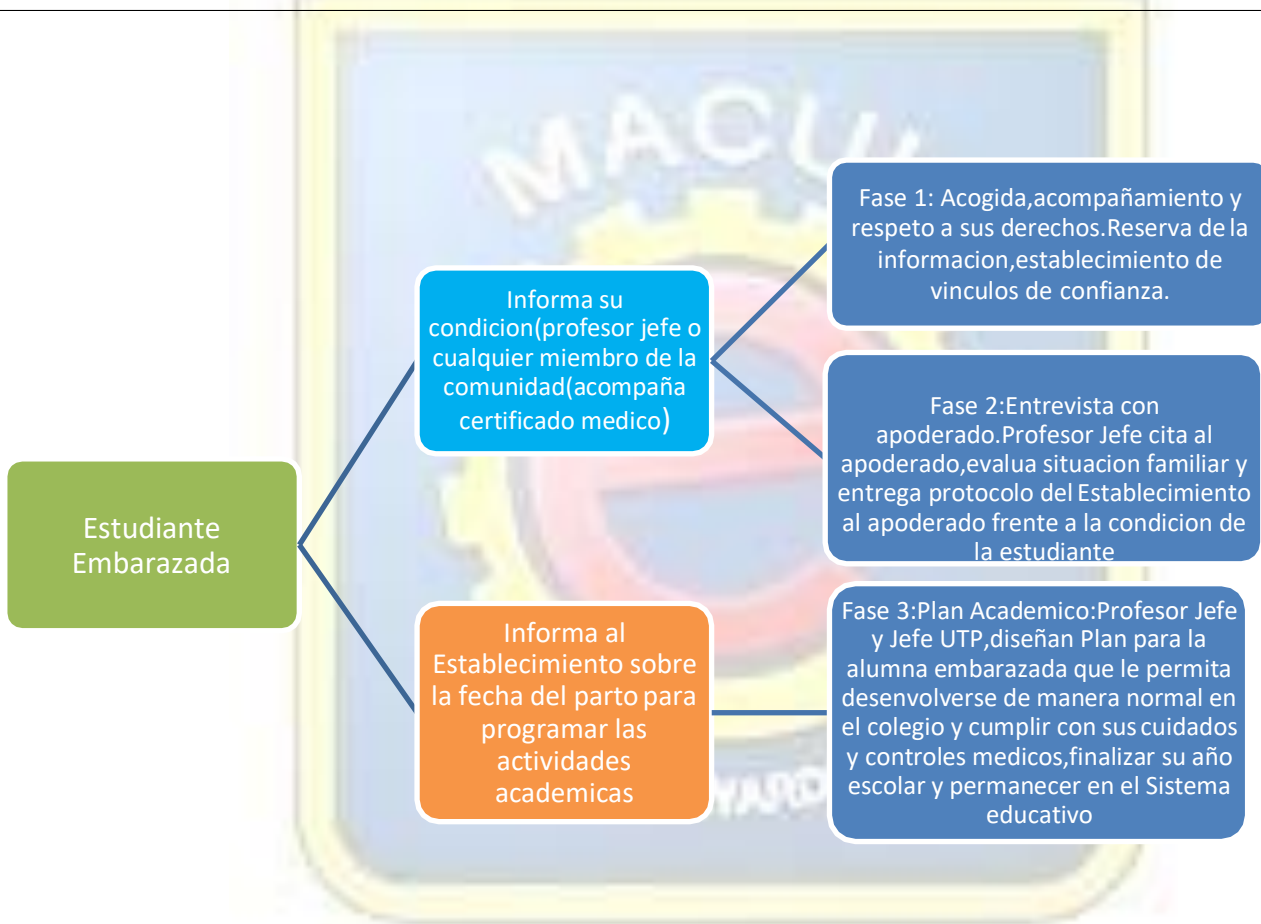 MACUL
Estudiante
Embarazada
Informa su
condicion(profesor jefe o
cualquier miembro de la
comunidad(acompaña
certificado medico)
Informa al
Establecimiento sobre
la fecha del parto para
programar las
actividades
academicas
Fase 1: Acogida,acompañamiento y
respeto a sus derechos.Reserva de la
informacion,establecimiento de
vinculos de confianza.
Fase 2:Entrevista con
apoderado.Profesor Jefe cita al
apoderado,evalua situacion familiar y
entrega protocolo del Establecimiento
al apoderado frente a la condicion de
la estudiante
Fase 3:Plan Academico:Profesor Jefe
y Jefe UTP,diseñan Plan para la
alumna embarazada que le permita
desenvolverse de manera normal en
el colegio y cumplir con sus cuidados
y controles medicos,finalizar su año
escolar y permanecer en el Sistema
educativo